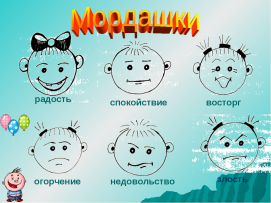 Мордашки
радость спокойствие восторг
огорчение недовольство злость